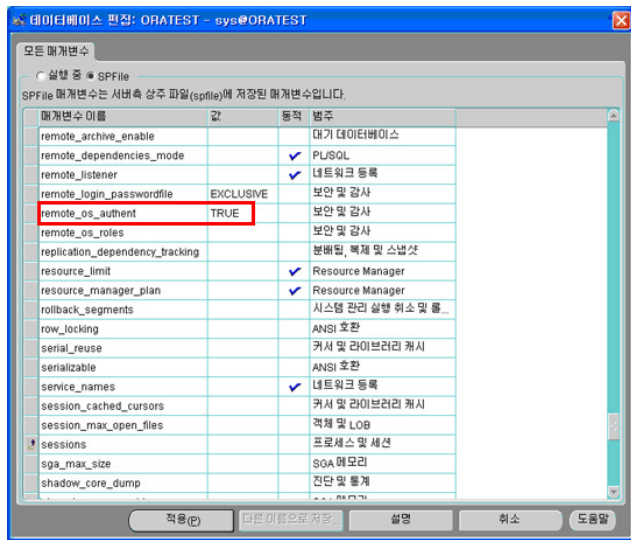 데이터베이스 편집: ORATEST - sys@ORATEST
모든 매개변수
실행 중 SPFile
SPFile 매개변수는 서버측 상주 파일(spfile)에 저장된 매개변수입니다.
매개변수 이름 값 동적 범주
remote_archive_enable 대기 데이터베이스
remote_dependencies_mode PL/SQL
remote_listener 네트워크 등록
remote_login_passwordfile EXCLUSIVE 보안 및 감사
remote_os_authent TRUE 보안 및 감사
remote_os_roles 보안 및 감사
replication_dependency_tracking 분배됨, 복제 및 스냅샷
resource_limit Resource Manager
resource_manager_plan Resource Manager
rollback_segments 시스템 관리 실행 취소 및 롤...
row_locking ANSI 호환
serial_reuse 커서 및 라이브러리 캐시
serializable ANSI 호환
service_names 네트워크 등록
session_cached_cursors 커서 및 라이브러리 캐시
session_max_open_files 객체 및 LOB
sessions 프로세스 및 세션
sga_max_size SGA 메모리
shadow_core_dump 진단 및 통계
적용(P) 다른 이름으로 저장... 설명 취소 도움말